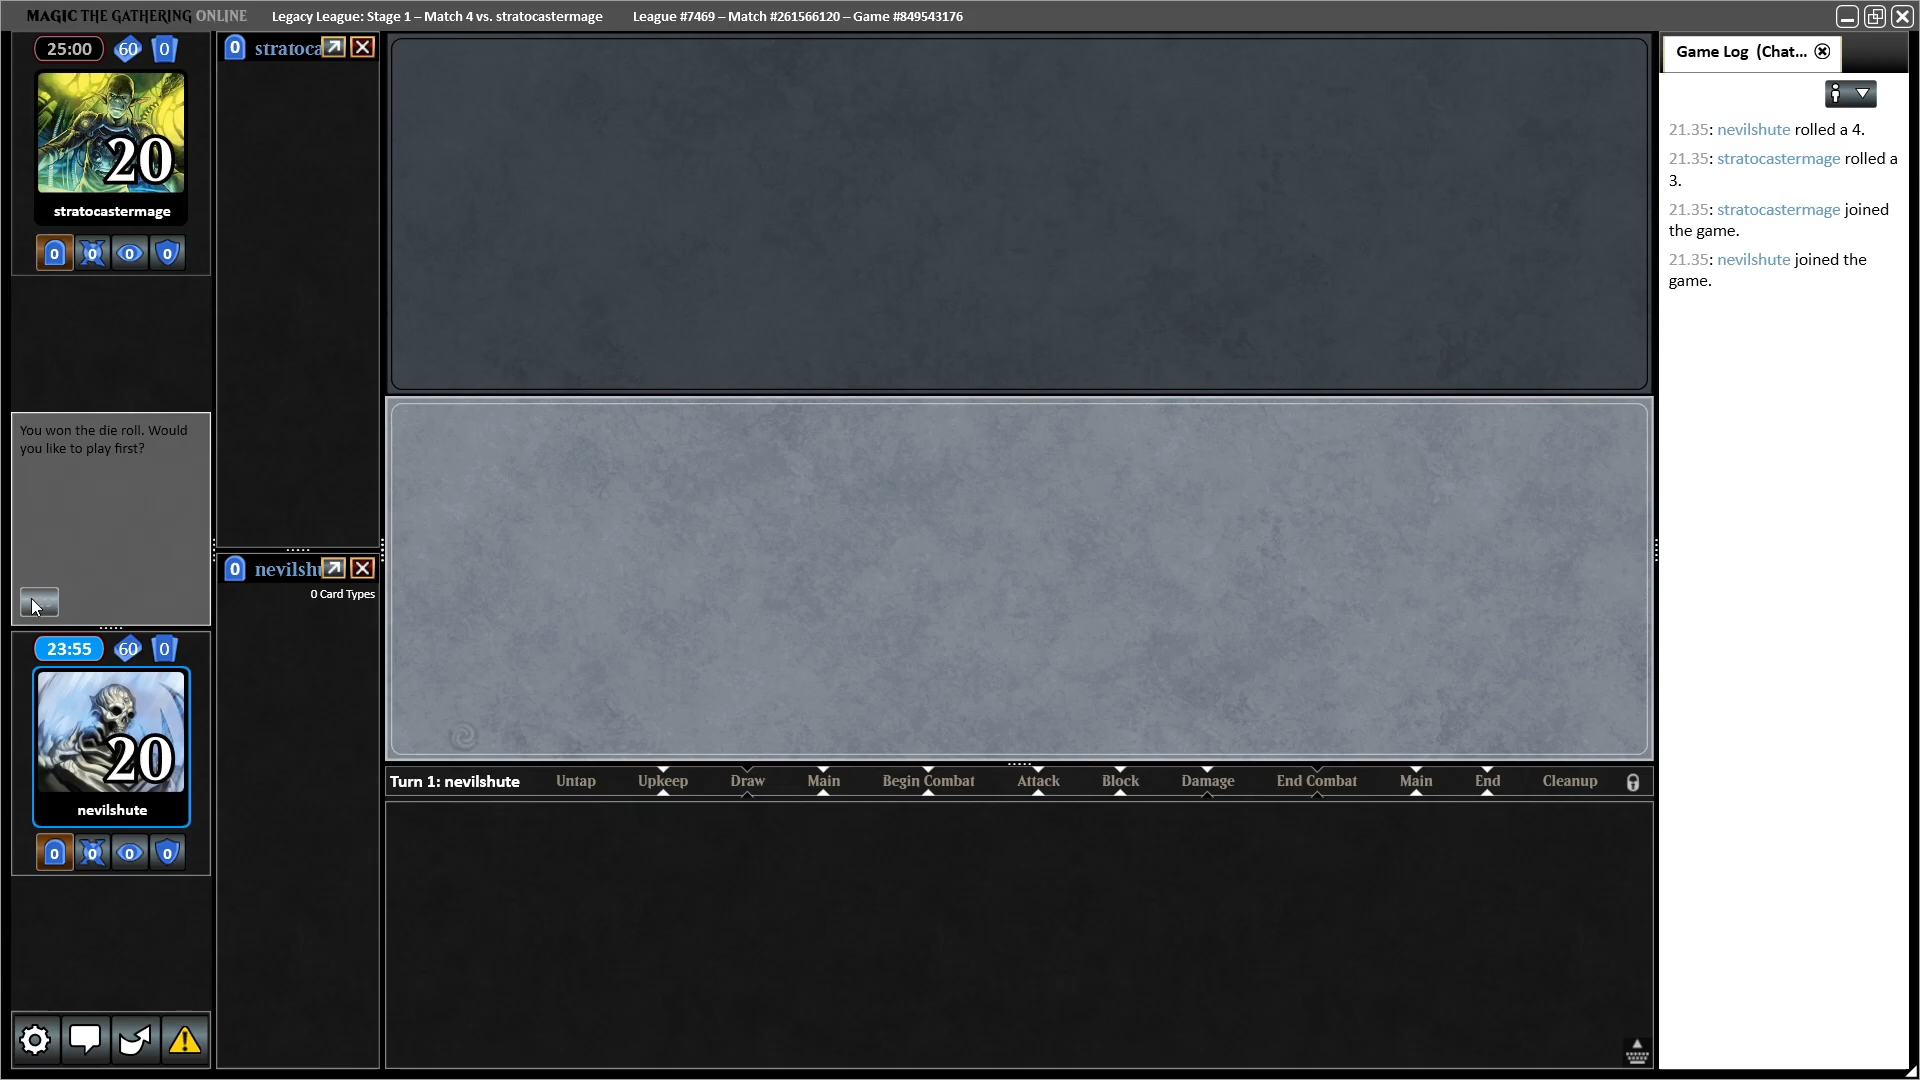 MAGIC THE GATHERING ONLINE Legacy League: Stage 1 – Match 4 vs. stratocastermage League #7469 – Match #261566120 – Game #849543176
25:00 60 0
20
stratocastermage
0 0 0 0
0 stratoca
You won the die roll. Would
you like to play first?
23:55 60 0
20
nevilshute
0 0 0 0
0 nevilshu
0 Card Types
Turn 1: nevilshute Untap Upkeep Draw Main Begin Combat Attack Block Damage End Combat Main End Cleanup
Game Log (Chat...
21.35: nevilshute rolled a 4.
21.35: stratocastermage rolled a
3.
21.35: stratocastermage joined
the game.
21.35: nevilshute joined the
game.